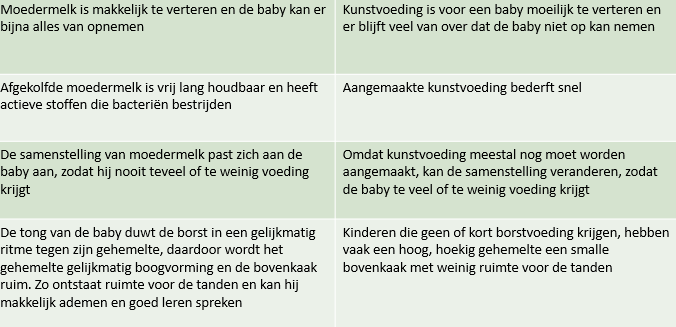 Moedermelk is makkelijk te verteren en de baby kan er
bijna alles van opnemen
Kunstvoeding is voor een baby moeilijk te verteren en
er blijft veel van over dat de baby niet op kan nemen
Afgekolfde moedermelk is vrij lang houdbaar en heeft
actieve stoffen die bacteriën bestrijden
Aangemaakte kunstvoeding bederft snel
De samenstelling van moedermelk past zich aan de
baby aan, zodat hij nooit teveel of te weinig voeding
krijgt
Omdat kunstvoeding meestal nog moet worden
aangemaakt, kan de samenstelling veranderen, zodat
de baby te veel of te weinig voeding krijgt
De tong van de baby duwt de borst in een gelijkmatig
ritme tegen zijn gehemelte, daardoor wordt het
gehemelte gelijkmatig boogvorming en de bovenkaak
ruim. Zo ontstaat ruimte voor de tanden en kan hij
makkelijk ademen en goed leren spreken
Kinderen die geen of kort borstvoeding krijgen, hebben
vaak een hoog, hoekig gehemelte een smalle
bovenkaak met weinig ruimte voor de tanden